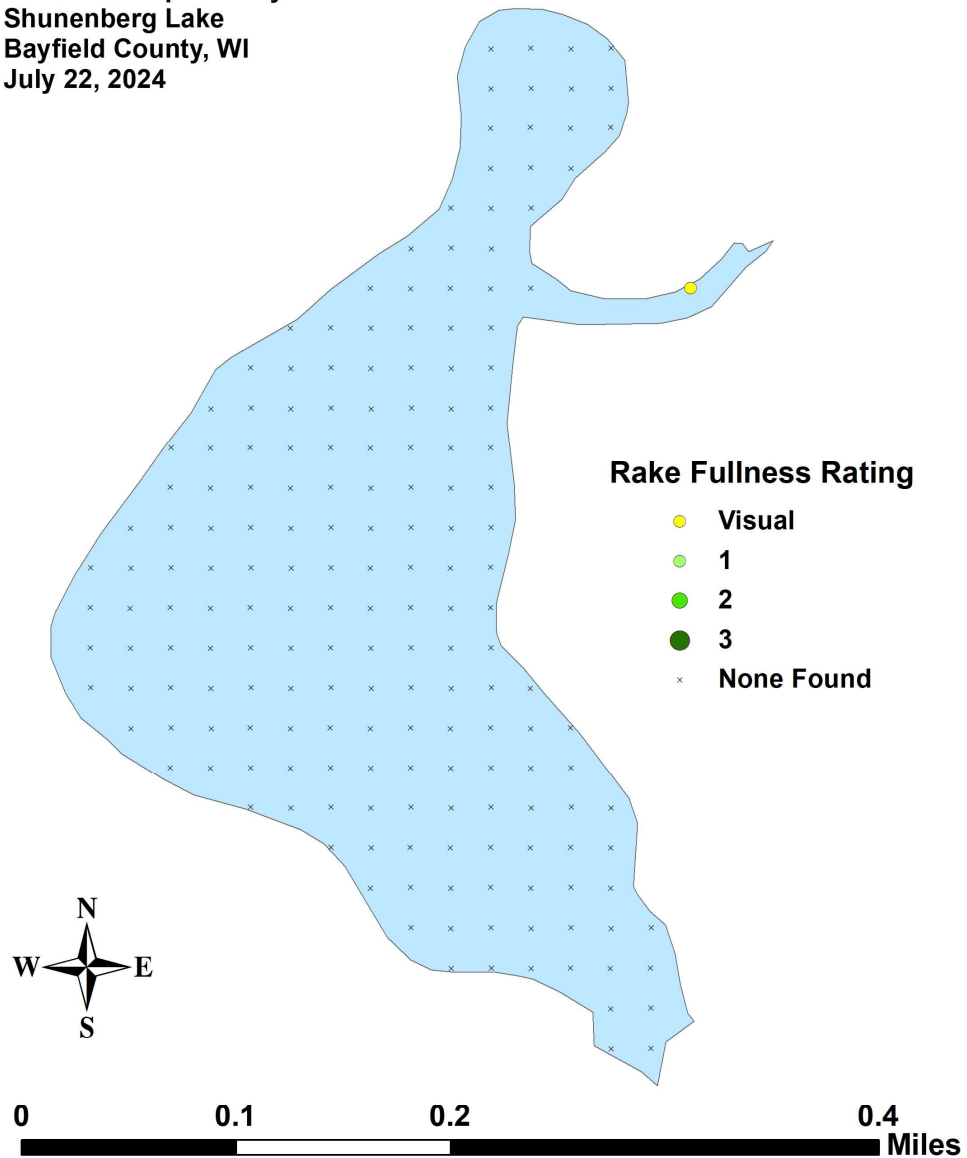 Shunenberg Lake
Bayfield County, WI
July 22, 2024
Rake Fullness Rating
Visual
1
2
3
None Found
N
W E
S
0 0.1 0.2 0.4
Miles